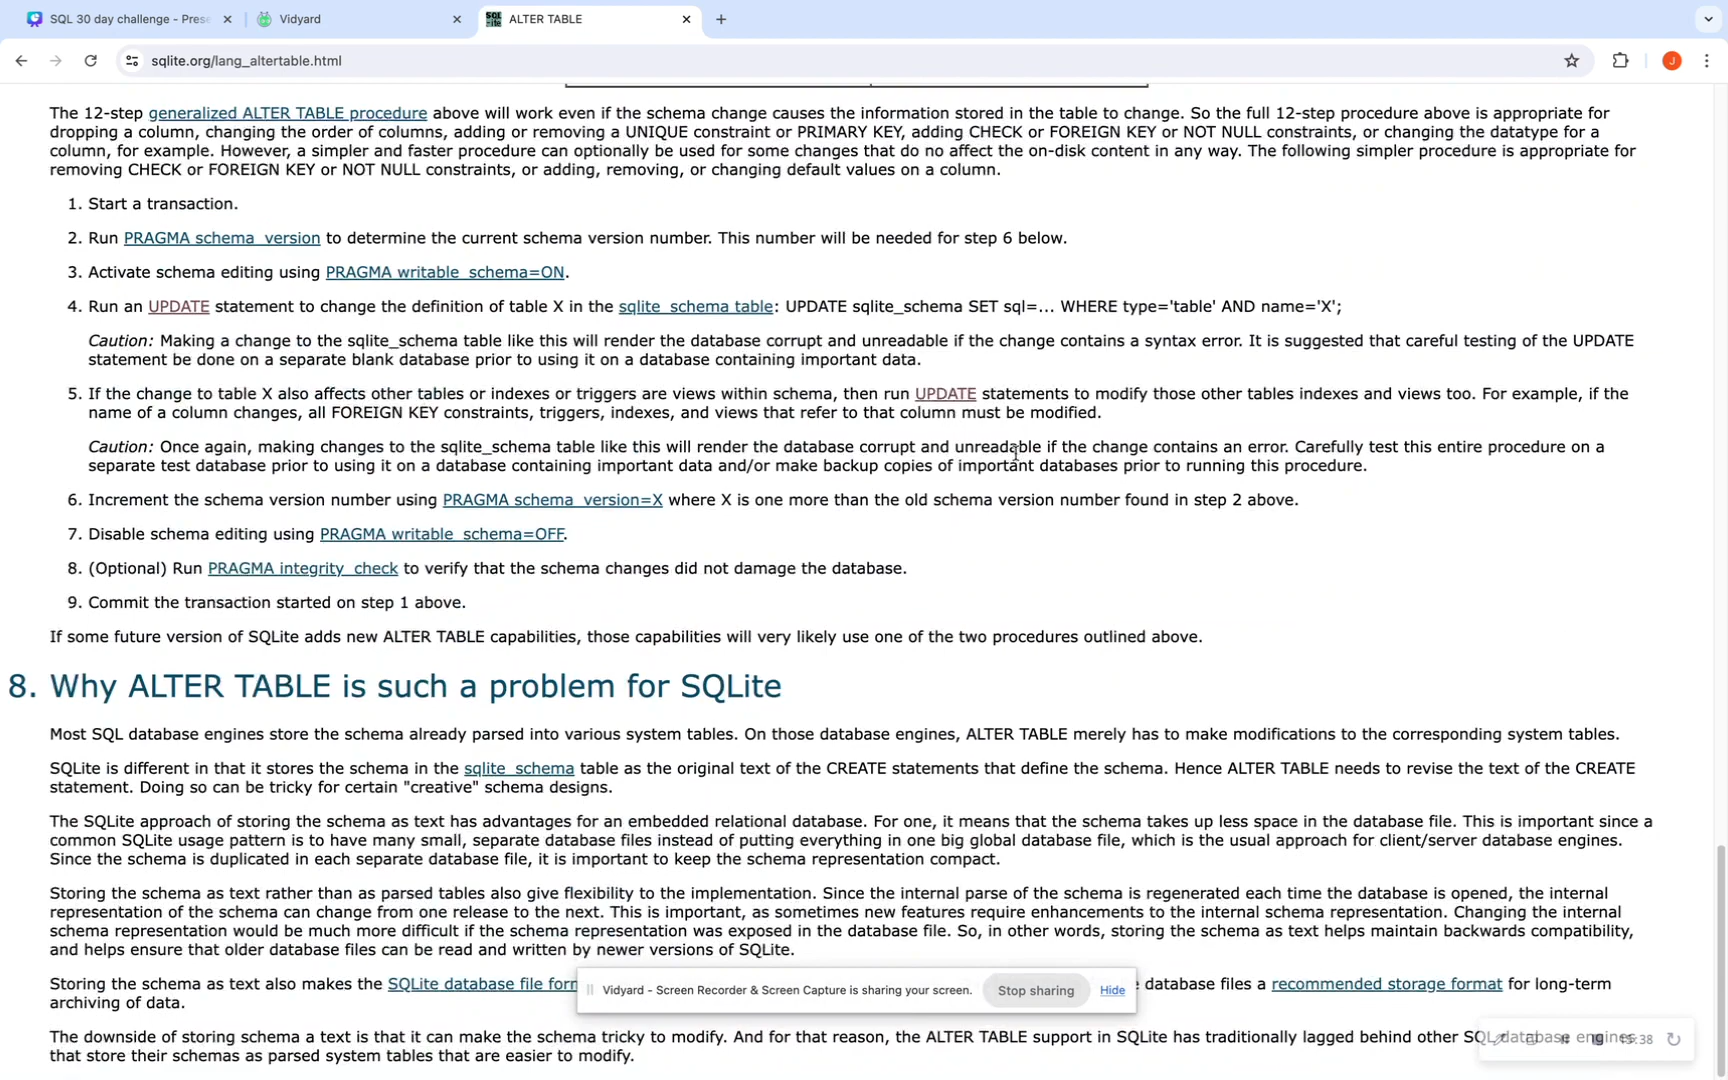 SQL 30 day challenge - Prese
Vidyard
ALTER TABLE
sqlite.org/lang_altertable.html
J
The 12-step generalized ALTER TABLE procedure above will work even if the schema change causes the information stored in the table to change. So the full 12-step procedure above is appropriate for
dropping a column, changing the order of columns, adding or removing a UNIQUE constraint or PRIMARY KEY, adding CHECK or FOREIGN KEY or NOT NULL constraints, or changing the datatype for a
column, for example. However, a simpler and faster procedure can optionally be used for some changes that do no affect the on-disk content in any way. The following simpler procedure is appropriate for
removing CHECK or FOREIGN KEY or NOT NULL constraints, or adding, removing, or changing default values on a column.
1. Start a transaction.
2. Run PRAGMA schema_version to determine the current schema version number. This number will be needed for step 6 below.
3. Activate schema editing using PRAGMA writable_schema=ON.
4. Run an UPDATE statement to change the definition of table X in the sqlite_schema table: UPDATE sqlite_schema SET sql=... WHERE type='table' AND name='X';
Caution: Making a change to the sqlite_schema table like this will render the database corrupt and unreadable if the change contains a syntax error. It is suggested that careful testing of the UPDATE
statement be done on a separate blank database prior to using it on a database containing important data.
5. If the change to table X also affects other tables or indexes or triggers are views within schema, then run UPDATE statements to modify those other tables indexes and views too. For example, if the
name of a column changes, all FOREIGN KEY constraints, triggers, indexes, and views that refer to that column must be modified.
Caution: Once again, making changes to the sqlite_schema table like this will render the database corrupt and unreadable if the change contains an error. Carefully test this entire procedure on a
separate test database prior to using it on a database containing important data and/or make backup copies of important databases prior to running this procedure.
6. Increment the schema version number using PRAGMA schema_version=X where X is one more than the old schema version number found in step 2 above.
7. Disable schema editing using PRAGMA writable_schema=OFF.
8. (Optional) Run PRAGMA integrity_check to verify that the schema changes did not damage the database.
9. Commit the transaction started on step 1 above.
If some future version of SQLite adds new ALTER TABLE capabilities, those capabilities will very likely use one of the two procedures outlined above.
8. Why ALTER TABLE is such a problem for SQLite
Most SQL database engines store the schema already parsed into various system tables. On those database engines, ALTER TABLE merely has to make modifications to the corresponding system tables.
SQLite is different in that it stores the schema in the sqlite_schema table as the original text of the CREATE statements that define the schema. Hence ALTER TABLE needs to revise the text of the CREATE
statement. Doing so can be tricky for certain "creative" schema designs.
The SQLite approach of storing the schema as text has advantages for an embedded relational database. For one, it means that the schema takes up less space in the database file. This is important since a
common SQLite usage pattern is to have many small, separate database files instead of putting everything in one big global database file, which is the usual approach for client/server database engines.
Since the schema is duplicated in each separate database file, it is important to keep the schema representation compact.
Storing the schema as text rather than as parsed tables also give flexibility to the implementation. Since the internal parse of the schema is regenerated each time the database is opened, the internal
representation of the schema can change from one release to the next. This is important, as sometimes new features require enhancements to the internal schema representation. Changing the internal
schema representation would be much more difficult if the schema representation was exposed in the database file. So, in other words, storing the schema as text helps maintain backwards compatibility,
and helps ensure that older database files can be read and written by newer versions of SQLite.
Storing the schema as text also makes the SQLite database file form database files a recommended storage format for long-term
archiving of data.
Vidyard - Screen Recorder & Screen Capture is sharing your screen. Stop sharing Hide
The downside of storing schema a text is that it can make the schema tricky to modify. And for that reason, the ALTER TABLE support in SQLite has traditionally lagged behind other SQL database engines
that store their schemas as parsed system tables that are easier to modify.